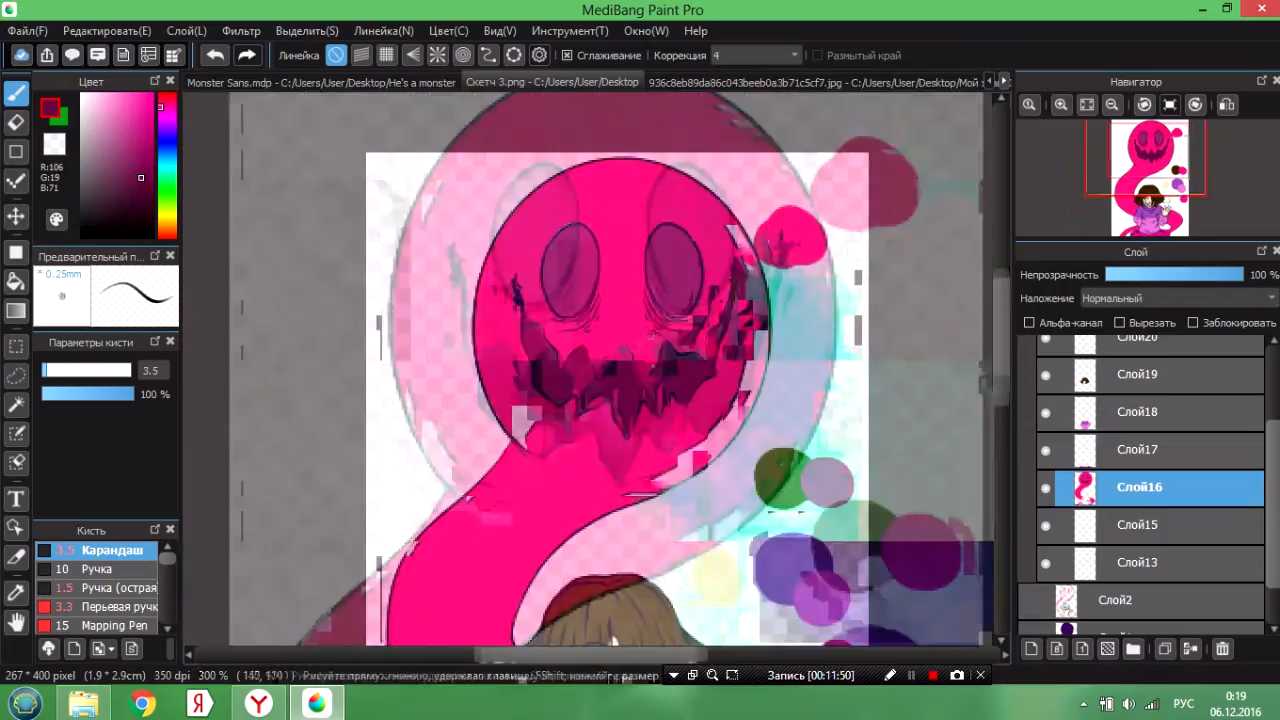 MediBang Paint Pro
Файл(F) Редактировать(E) Слой(L) Фильтр Выделить(S) Линейка(N) Цвет(C) Вид(V) Инструмент(T) Окно(W) Help
Линейка Сглаживание Коррекция 4 Размытый край
Monster Sans.mdp - C:/Users/User/Desktop/He's a monster Скетч 3.png - C:/Users/User/Desktop 936c8eb89da86c043beeb0a3b71c5cf7.jpg - C:/Users/User/Desktop/Мой
Цвет
R:106
G:19
B:71
Предварительный п...
* 0.25mm
Параметры кисти
3.5
100 %
Кисть
1.5 Карандаш
10 Ручка
1.5 Ручка (острая
3.3 Перьевая ручк
15 Mapping Pen
Навигатор
Слой
Непрозрачность 100 %
Наложение Нормальный
Альфа-канал Вырезать Заблокировать
Слой20
Слой19
Слой18
Слой17
Слой16
Слой15
Слой13
Слой2
267 * 400 pixel (1.9 * 2.9cm) 350 dpi 300 %
Запись [00:11:50]
РУС
0:19
06.12.2016